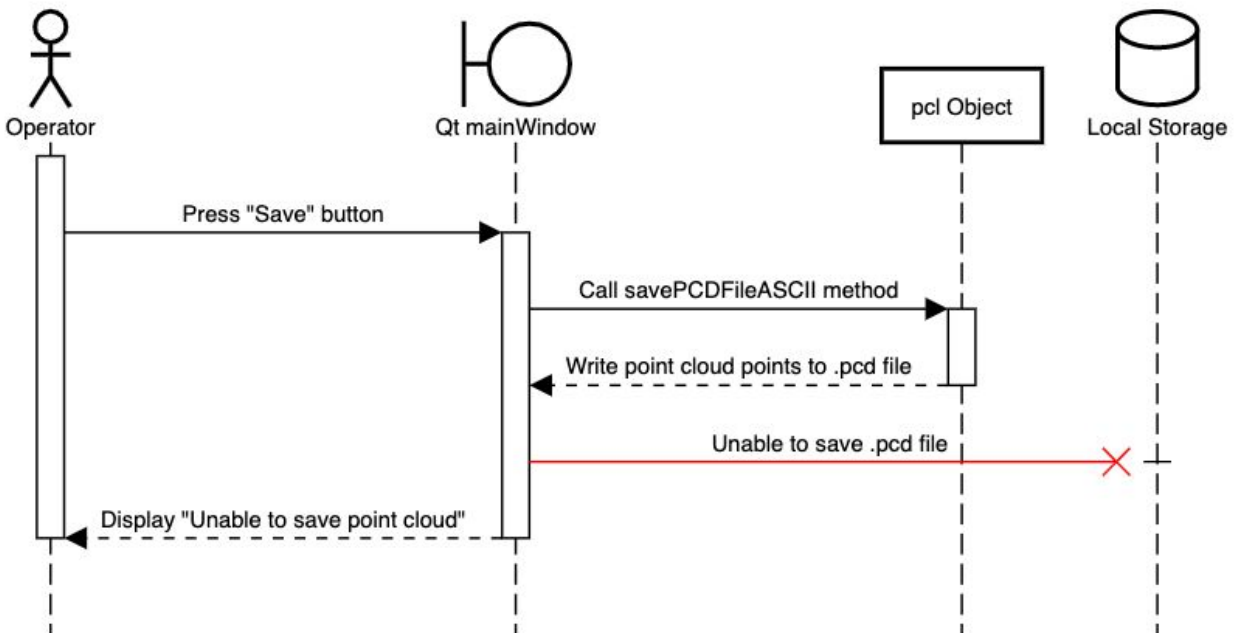 pcl Object
Operator
Qt mainWindow
Local Storage
Press "Save" button
Call savePCDFileASCII method
Write point cloud points to .pcd file
Unable to save .pcd file
Display "Unable to save point cloud"